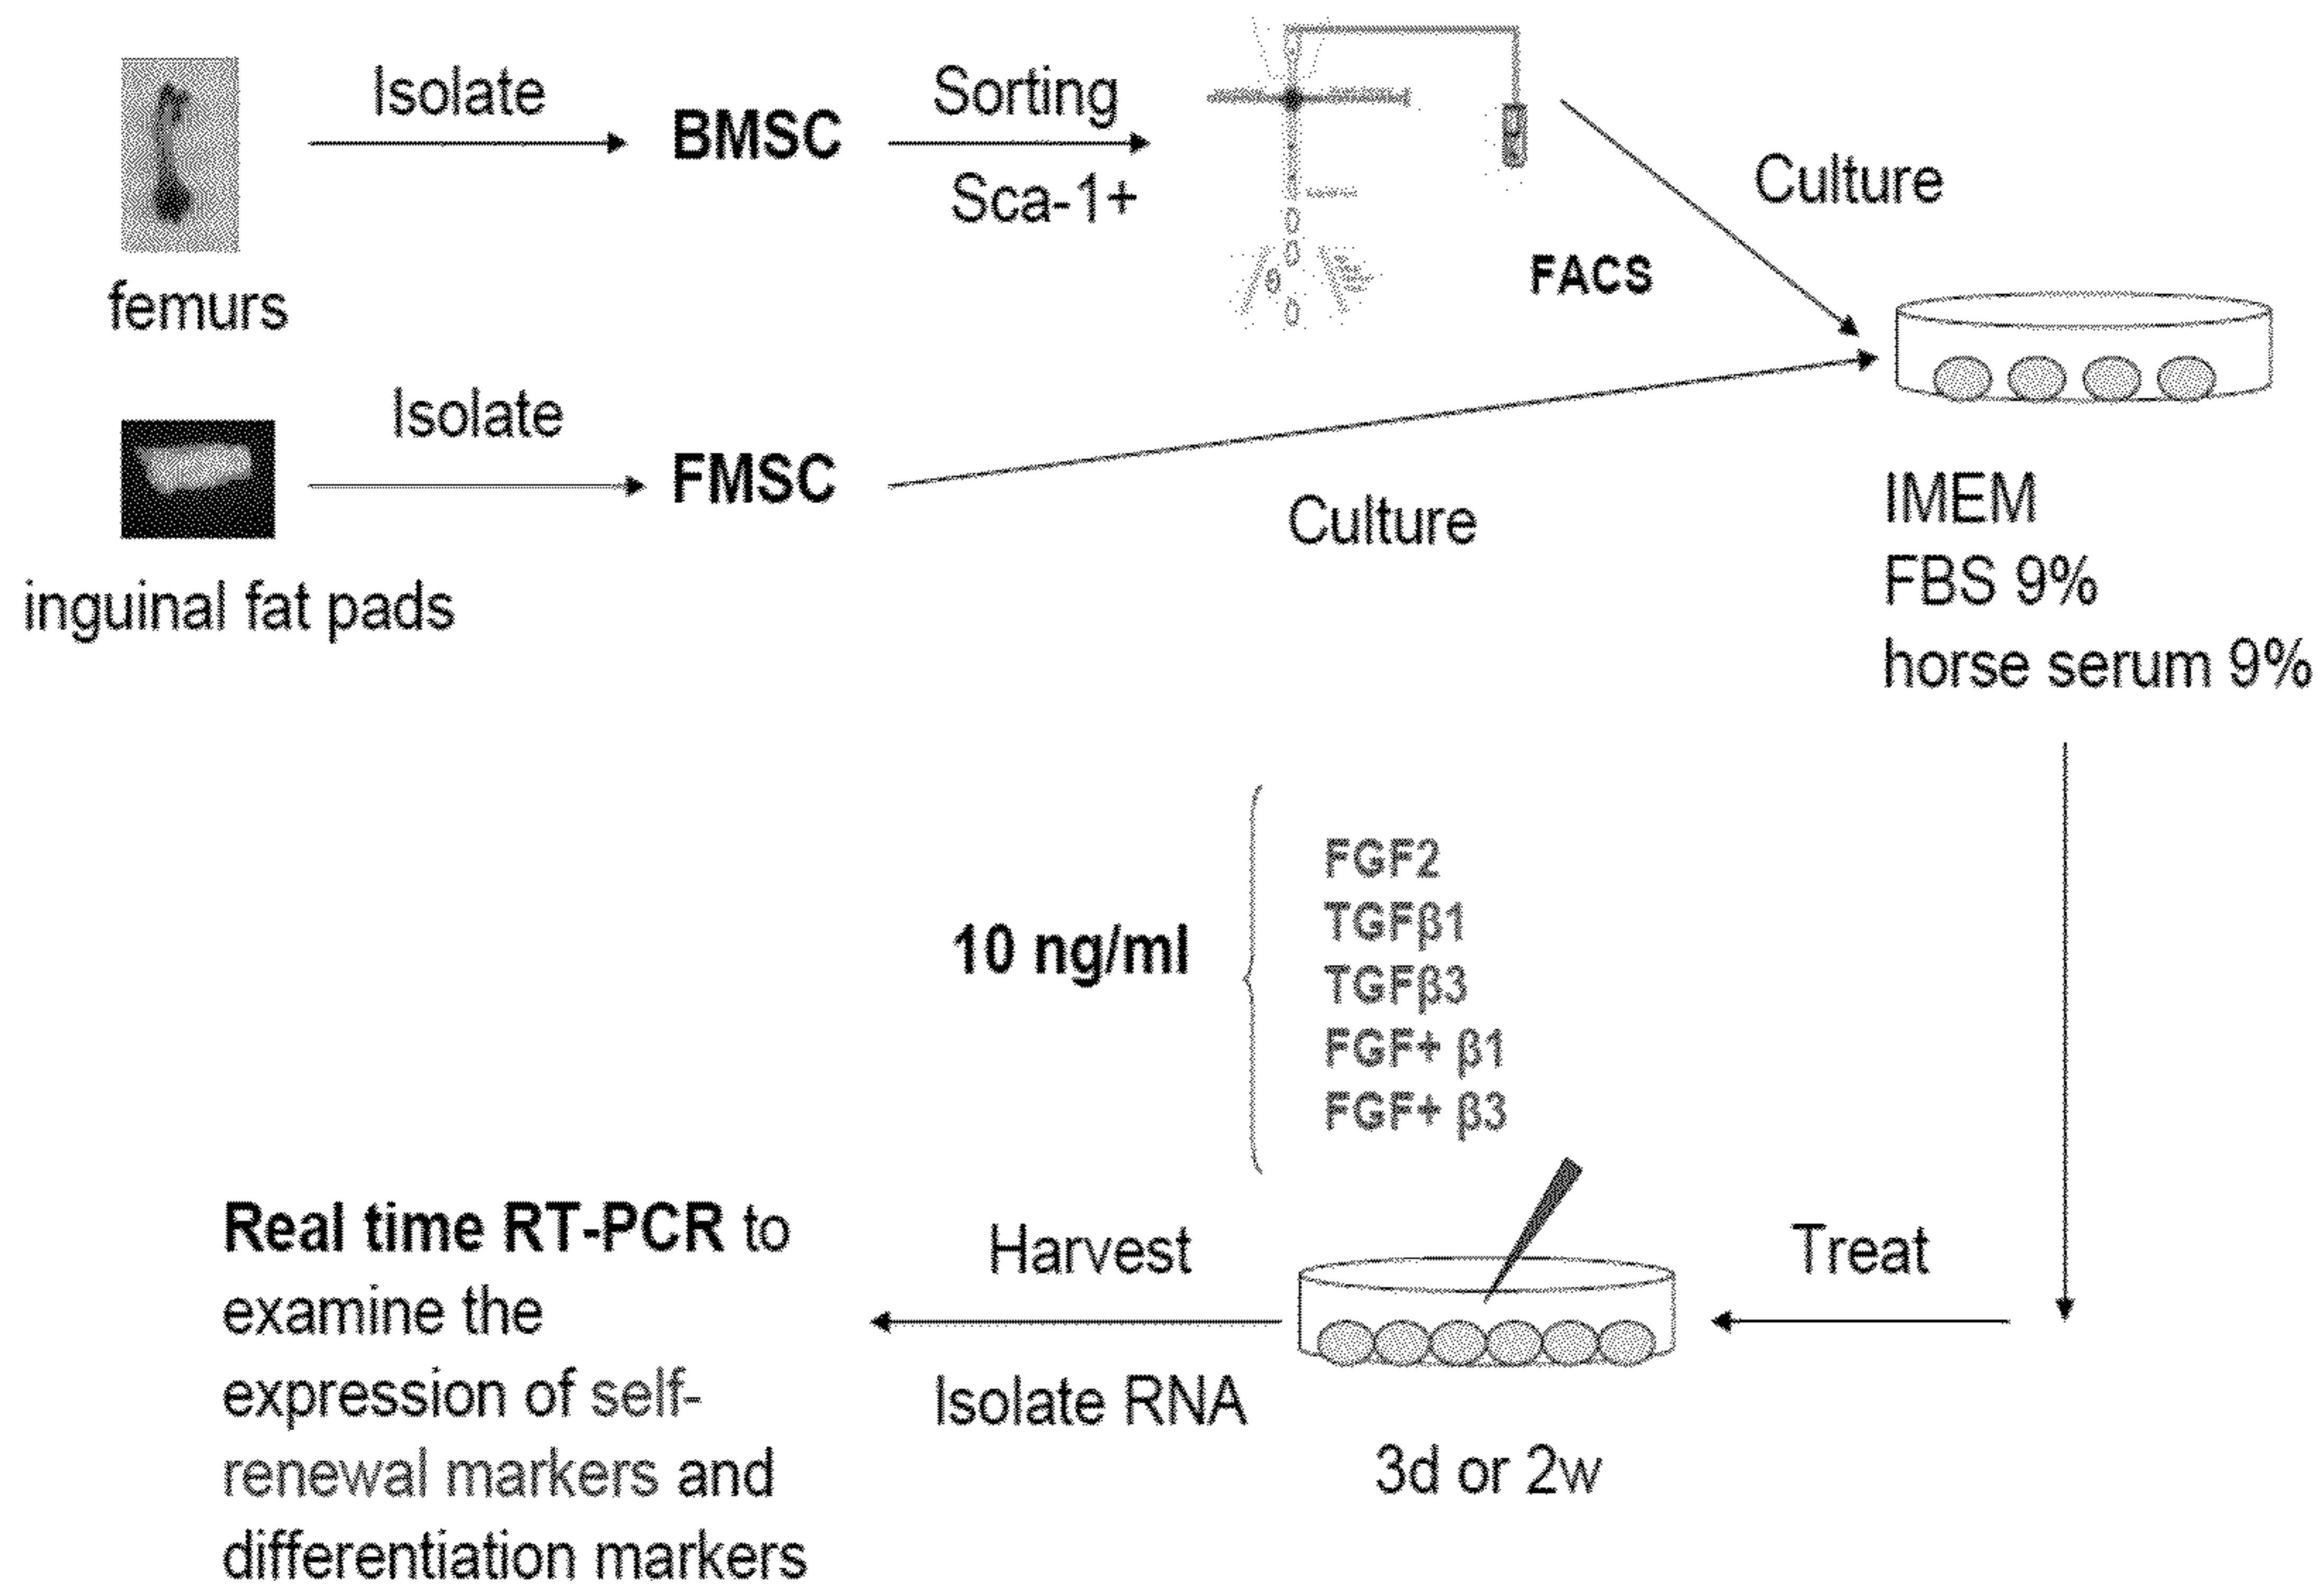 Isolate
BMSC
Sorting
Sca-1+
femurs
FACS
Culture
Isolate
FMSC
Culture
inguinal fat pads
IMEM
FBS 9%
horse serum 9%
10 ng/ml
FGF2
TGFβ1
TGFβ3
FGF+ β1
FGF+ β3
Treat
3d or 2w
Harvest
Isolate RNA
Real time RT-PCR to
examine the
expression of self-
renewal markers and
differentiation markers